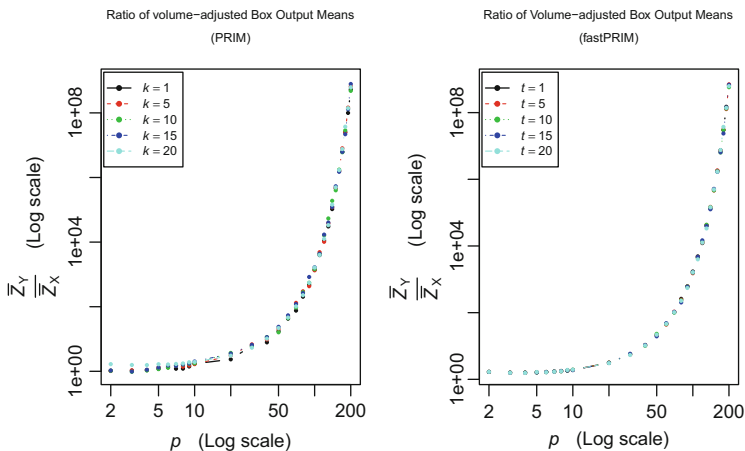 Ratio of volume−adjusted Box Output Means
(PRIM)
k = 1
k = 5
k = 10
k = 15
k = 20
Z̅Y / Z̅X (Log scale)
1e+08
1e+04
1e+00
2 5 10 50 200
p (Log scale)
Ratio of Volume−adjusted Box Output Means
(fastPRIM)
t = 1
t = 5
t = 10
t = 15
t = 20
Z̅Y / Z̅X (Log scale)
1e+08
1e+04
1e+00
2 5 10 50 200
p (Log scale)